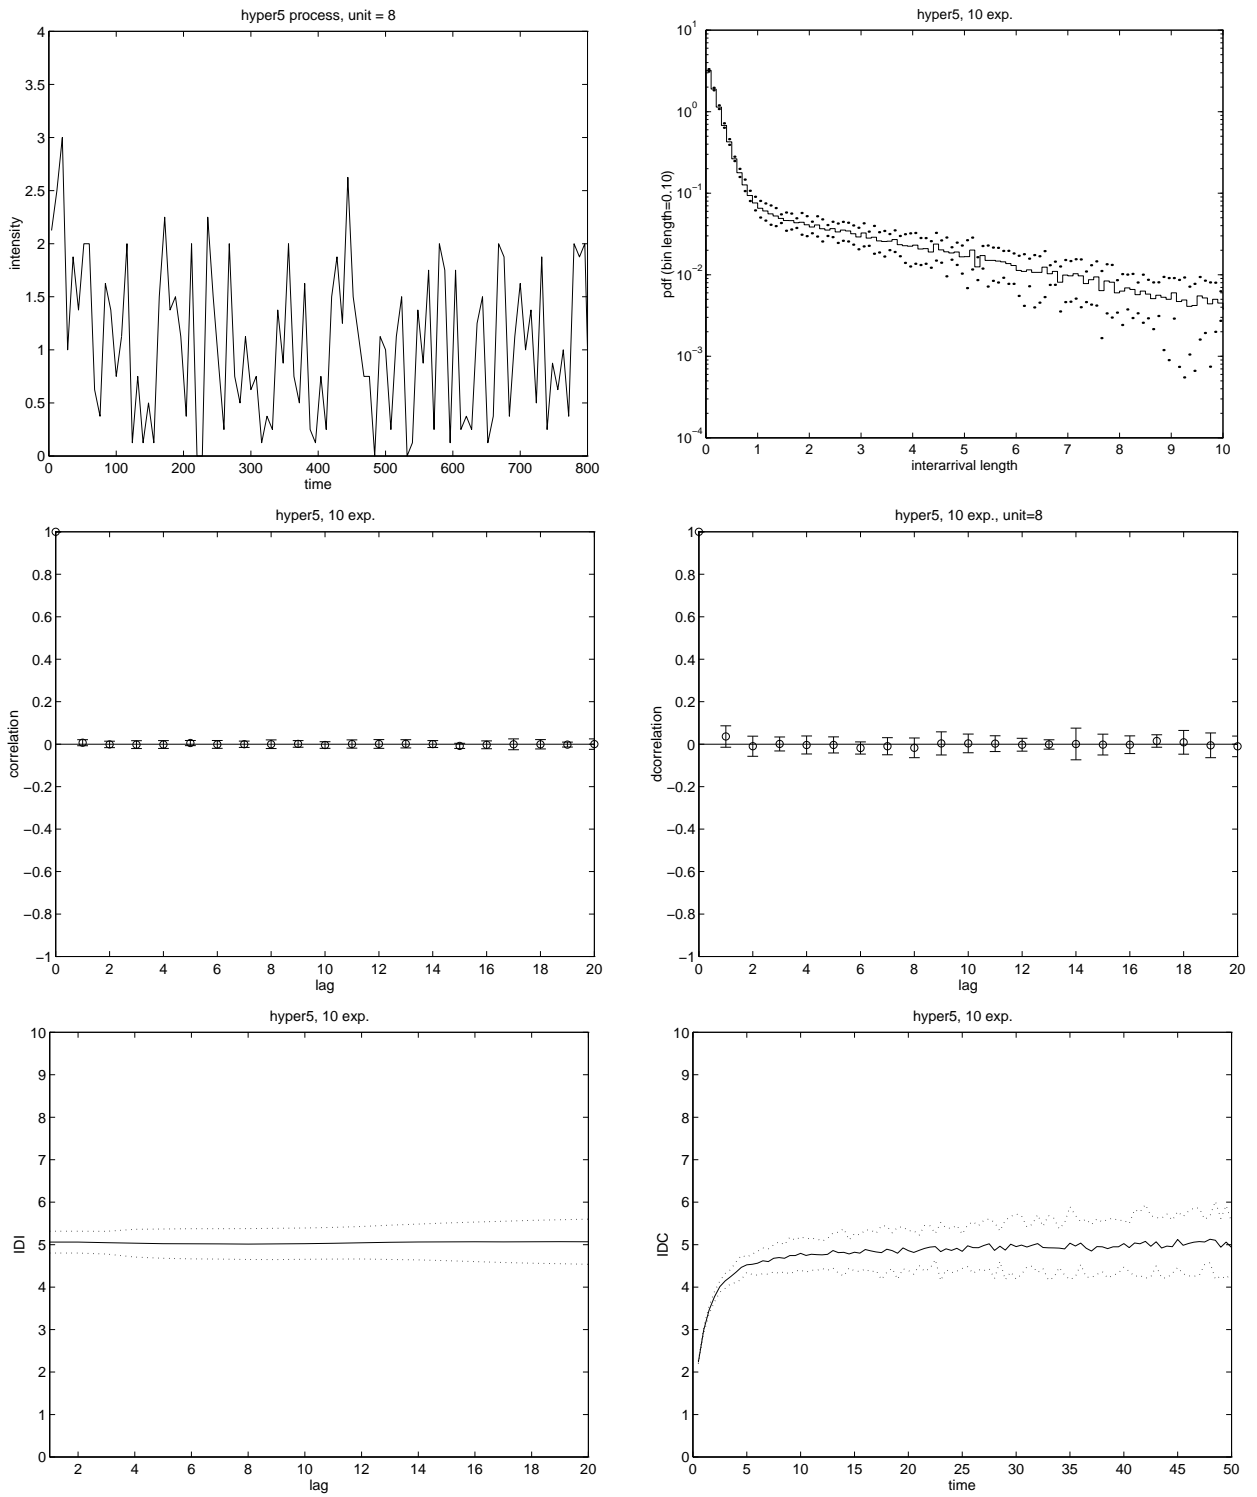 hyper5 process, unit = 8
intensity
4
3.5
3
2.5
2
1.5
1
0.5
0
0 100 200 300 400 500 600 700 800
time
hyper5, 10 exp.
pdf (bin length=0.10)
10^1
10^0
10^−1
10^−2
10^−3
10^−4
0 1 2 3 4 5 6 7 8 9 10
interarrival length
hyper5, 10 exp.
correlation
1
0.8
0.6
0.4
0.2
0
−0.2
−0.4
−0.6
−0.8
−1
0 2 4 6 8 10 12 14 16 18 20
lag
hyper5, 10 exp., unit=8
dcorrelation
1
0.8
0.6
0.4
0.2
0
−0.2
−0.4
−0.6
−0.8
−1
0 2 4 6 8 10 12 14 16 18 20
lag
hyper5, 10 exp.
IDI
10
9
8
7
6
5
4
3
2
1
0
2 4 6 8 10 12 14 16 18 20
lag
hyper5, 10 exp.
IDC
10
9
8
7
6
5
4
3
2
1
0
0 5 10 15 20 25 30 35 40 45 50
time